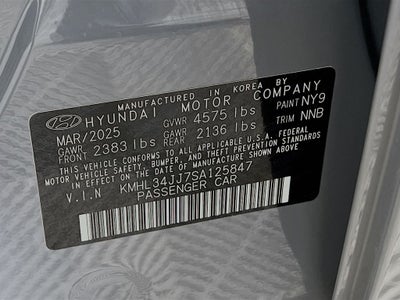 MANUFACTURED IN KOREA BY
HYUNDAI MOTOR COMPANY
MAR/2025 GVWR 4575 lbs PAINT NY9
GAWR FRONT 2383 lbs GAWR REAR 2136 lbs TRIM NNB
THIS VEHICLE CONFORMS TO ALL APPLICABLE U.S.A. FEDERAL
MOTOR VEHICLE SAFETY, BUMPER, AND THEFT PREVENTION STANDARDS
IN EFFECT ON THE DATE OF MANUFACTURE SHOWN ABOVE.
V.I.N KMHL34JJ7SA125847
PASSENGER CAR